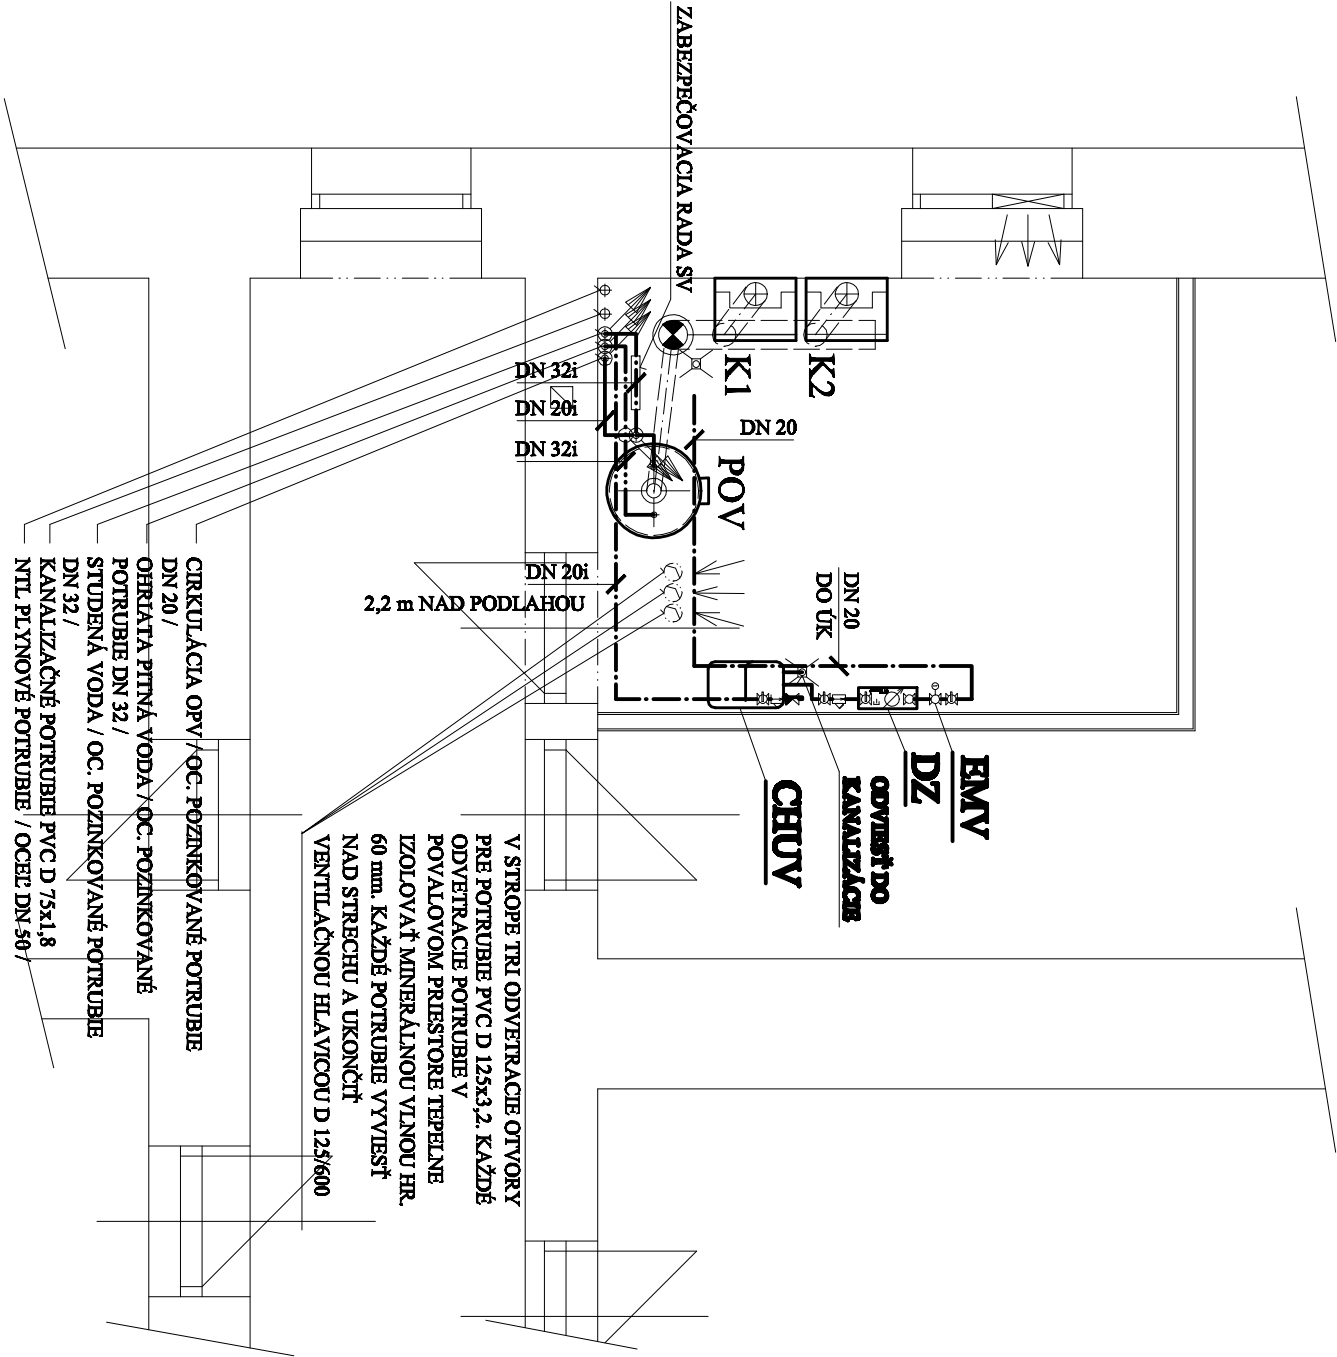 ZABEZPEČOVACIA RADA SV
K1
K2
DN 32i
DN 20i
DN 32i
DN 20
POV
DN 20i
2,2 m NAD PODLAHOU
DN 20
DO ÚK
EMV
DZ
ODVIESŤ DO
KANALIZÁCIE
CHUV
CIRKULÁCIA OPV / OC. POZINKOVANÉ POTRUBIE
DN 20 /
OHRIATA PITNÁ VODA / OC. POZINKOVANÉ
POTRUBIE DN 32 /
STUDENÁ VODA / OC. POZINKOVANÉ POTRUBIE
DN 32 /
KANALIZAČNÉ POTRUBIE PVC D 75x1,8
NTL PLYNOVÉ POTRUBIE / OCEĽ DN 50 /
V STROPE TRI ODVETRACIE OTVORY
PRE POTRUBIE PVC D 125x3,2. KAŽDÉ
ODVETRACIE POTRUBIE V
POVALOVOM PRIESTORE TEPELNE
IZOLOVAŤ MINERÁLNOU VLNOU HR.
60 mm. KAŽDÉ POTRUBIE VYVIESŤ
NAD STRECHU A UKONČIŤ
VENTILAČNOU HLAVICOU D 125/600